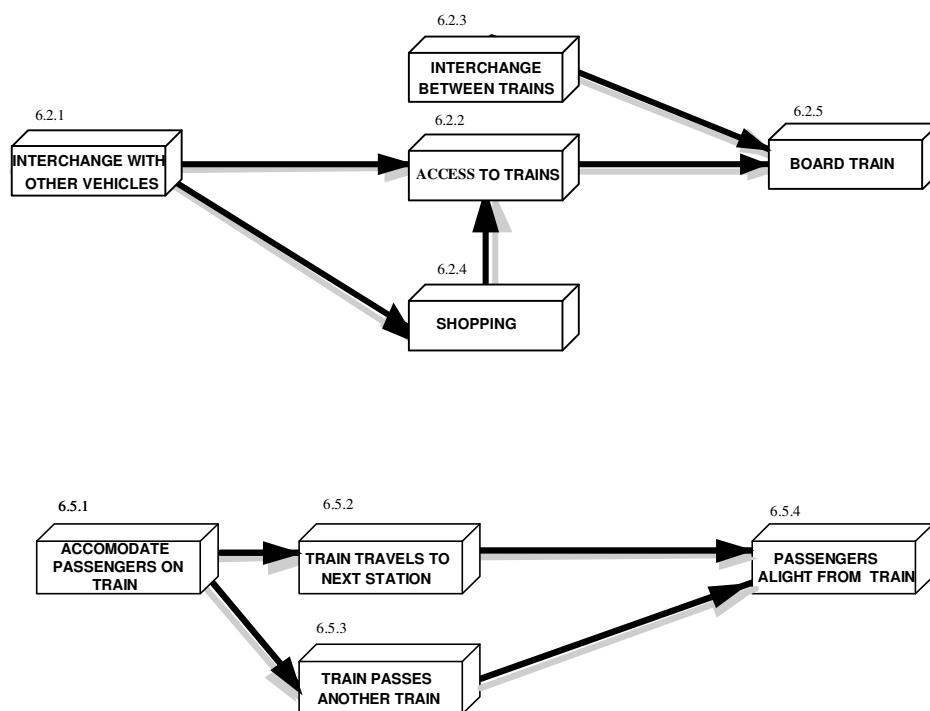 6.2.3
INTERCHANGE
BETWEEN TRAINS
6.2.1
INTERCHANGE WITH
OTHER VEHICLES
6.2.2
ACCESS TO TRAINS
6.2.5
BOARD TRAIN
6.2.4
SHOPPING
6.5.1
ACCOMODATE
PASSENGERS ON
TRAIN
6.5.2
TRAIN TRAVELS TO
NEXT STATION
6.5.4
PASSENGERS
ALIGHT FROM TRAIN
6.5.3
TRAIN PASSES
ANOTHER TRAIN